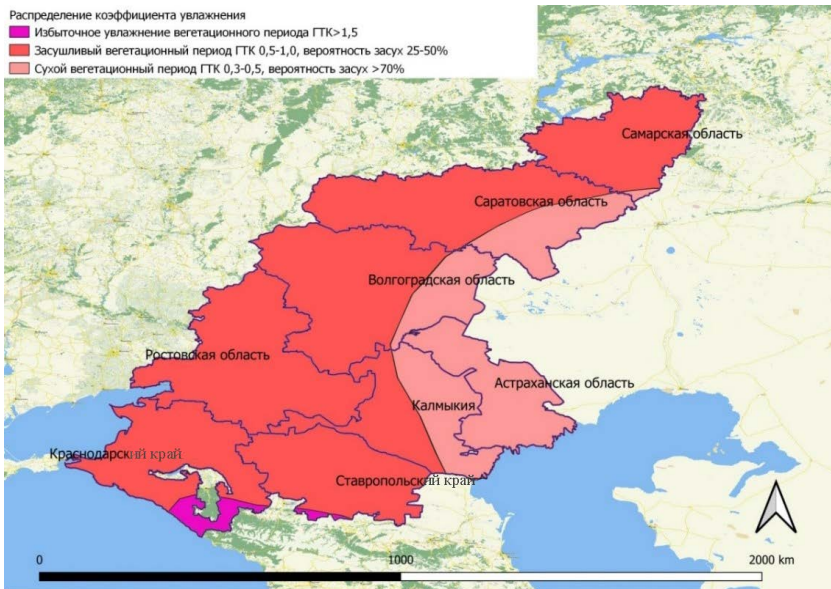 Распределение коэффициента увлажнения
Избыточное увлажнение вегетационного периода ГТК>1,5
Засушливый вегетационный период ГТК 0,5-1,0, вероятность засух 25-50%
Сухой вегетационный период ГТК 0,3-0,5, вероятность засух >70%
Самарская область
Саратовская область
Волгоградская область
Ростовская область
Астраханская область
Калмыкия
Краснодарский край
Ставропольский край
0
1000
2000 km